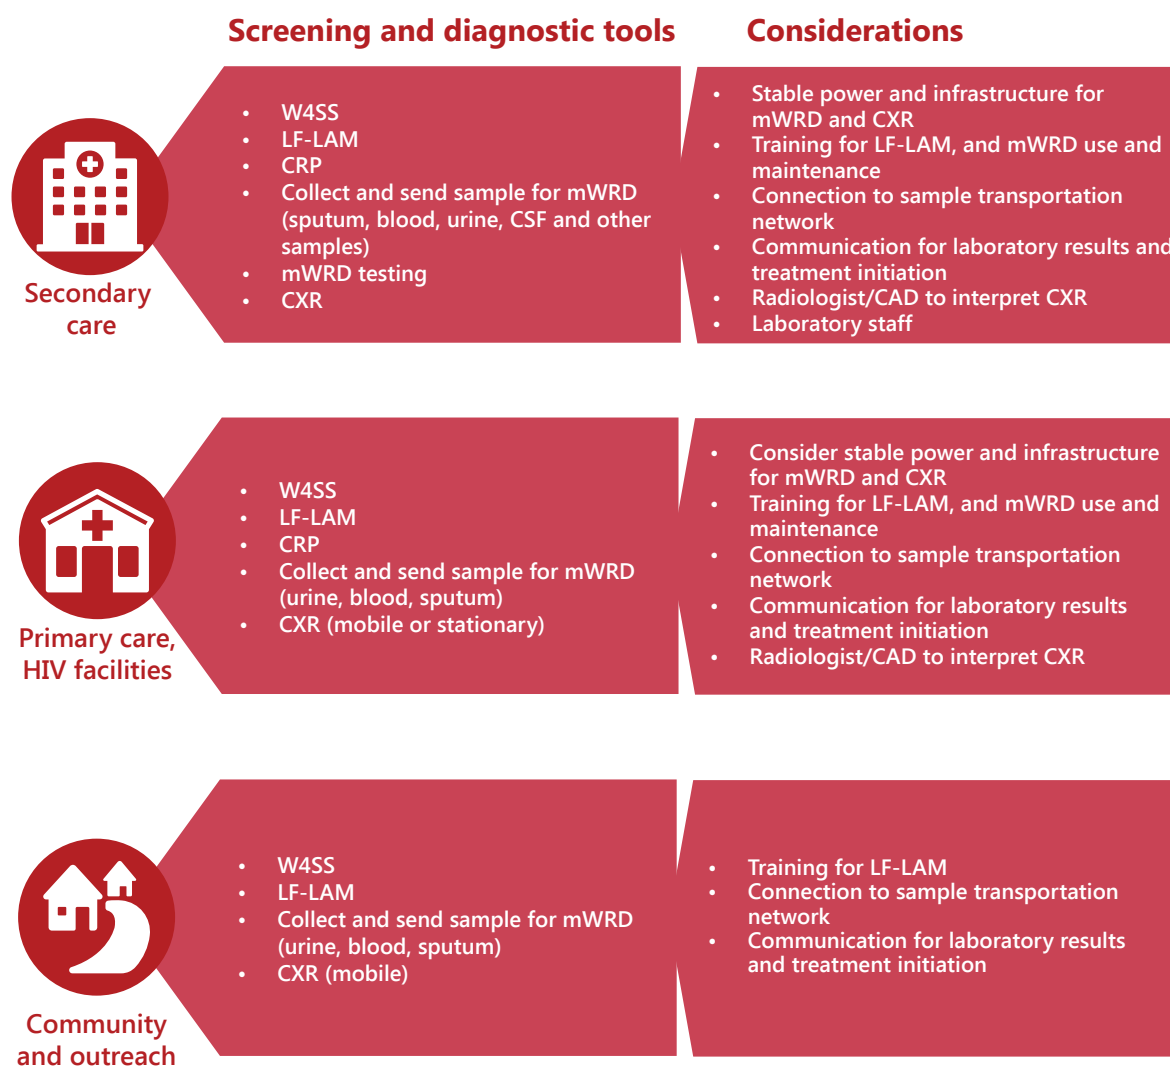 Screening and diagnostic tools
Considerations
Secondary
care
• W4SS
• LF-LAM
• CRP
• Collect and send sample for mWRD
(sputum, blood, urine, CSF and other
samples)
• mWRD testing
• CXR
• Stable power and infrastructure for
mWRD and CXR
• Training for LF-LAM, and mWRD use and
maintenance
• Connection to sample transportation
network
• Communication for laboratory results and
treatment initiation
• Radiologist/CAD to interpret CXR
• Laboratory staff
Primary care,
HIV facilities
• W4SS
• LF-LAM
• CRP
• Collect and send sample for mWRD
(urine, blood, sputum)
• CXR (mobile or stationary)
• Consider stable power and infrastructure
for mWRD and CXR
• Training for LF-LAM, and mWRD use and
maintenance
• Connection to sample transportation
network
• Communication for laboratory results
and treatment initiation
• Radiologist/CAD to interpret CXR
Community
and outreach
• W4SS
• LF-LAM
• Collect and send sample for mWRD
(urine, blood, sputum)
• CXR (mobile)
• Training for LF-LAM
• Connection to sample transportation
network
• Communication for laboratory results
and treatment initiation